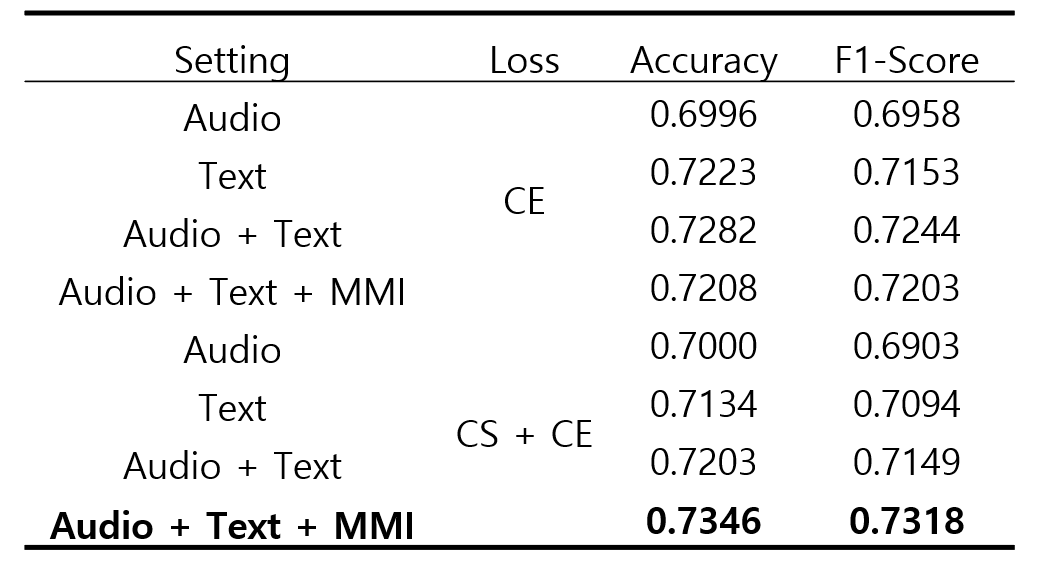 Setting Loss Accuracy F1-Score
Audio 0.6996 0.6958
Text 0.7223 0.7153
CE
Audio + Text 0.7282 0.7244
Audio + Text + MMI 0.7208 0.7203
Audio 0.7000 0.6903
Text 0.7134 0.7094
CS + CE
Audio + Text 0.7203 0.7149
Audio + Text + MMI 0.7346 0.7318